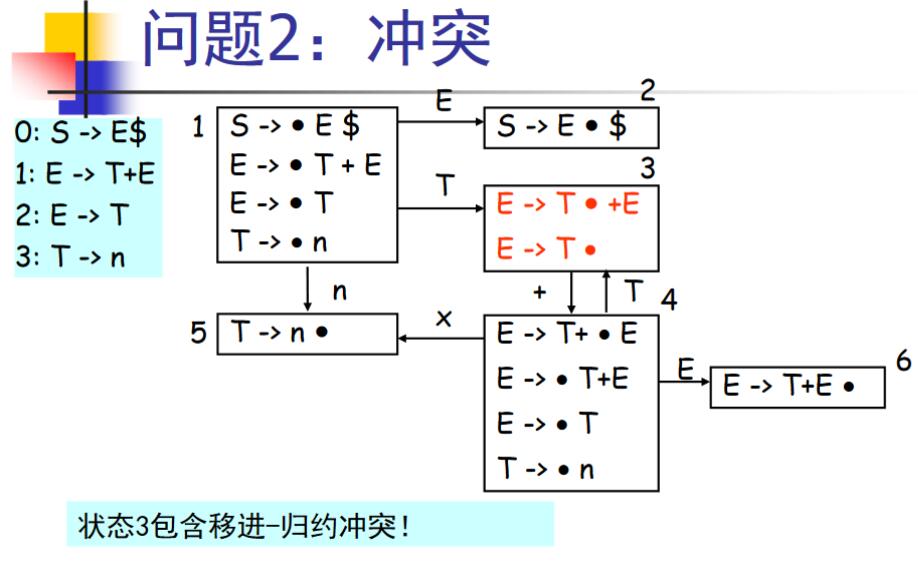 问题2：冲突
0: S -> E$
1: E -> T+E
2: E -> T
3: T -> n
1
S -> • E $
E -> • T + E
E -> • T
T -> • n
E
2
S -> E • $
T
3
E -> T • +E
E -> T •
n
+
T
4
5
T -> n •
x
E -> T+ • E
E -> • T+E
E -> • T
T -> • n
E
6
E -> T+E •
状态3包含移进-归约冲突!